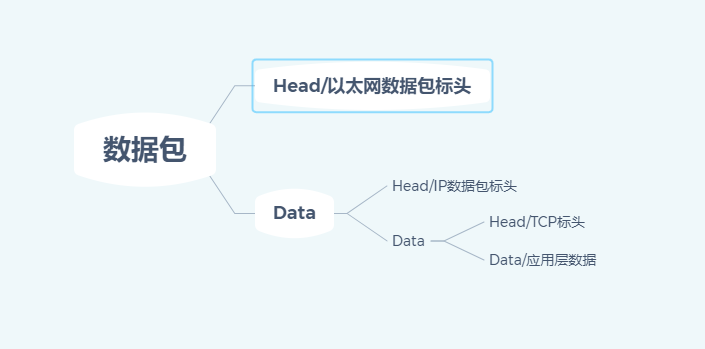 Head/以太网数据包标头
数据包
Head/IP数据包标头
Data
Head/TCP标头
Data
Data/应用层数据